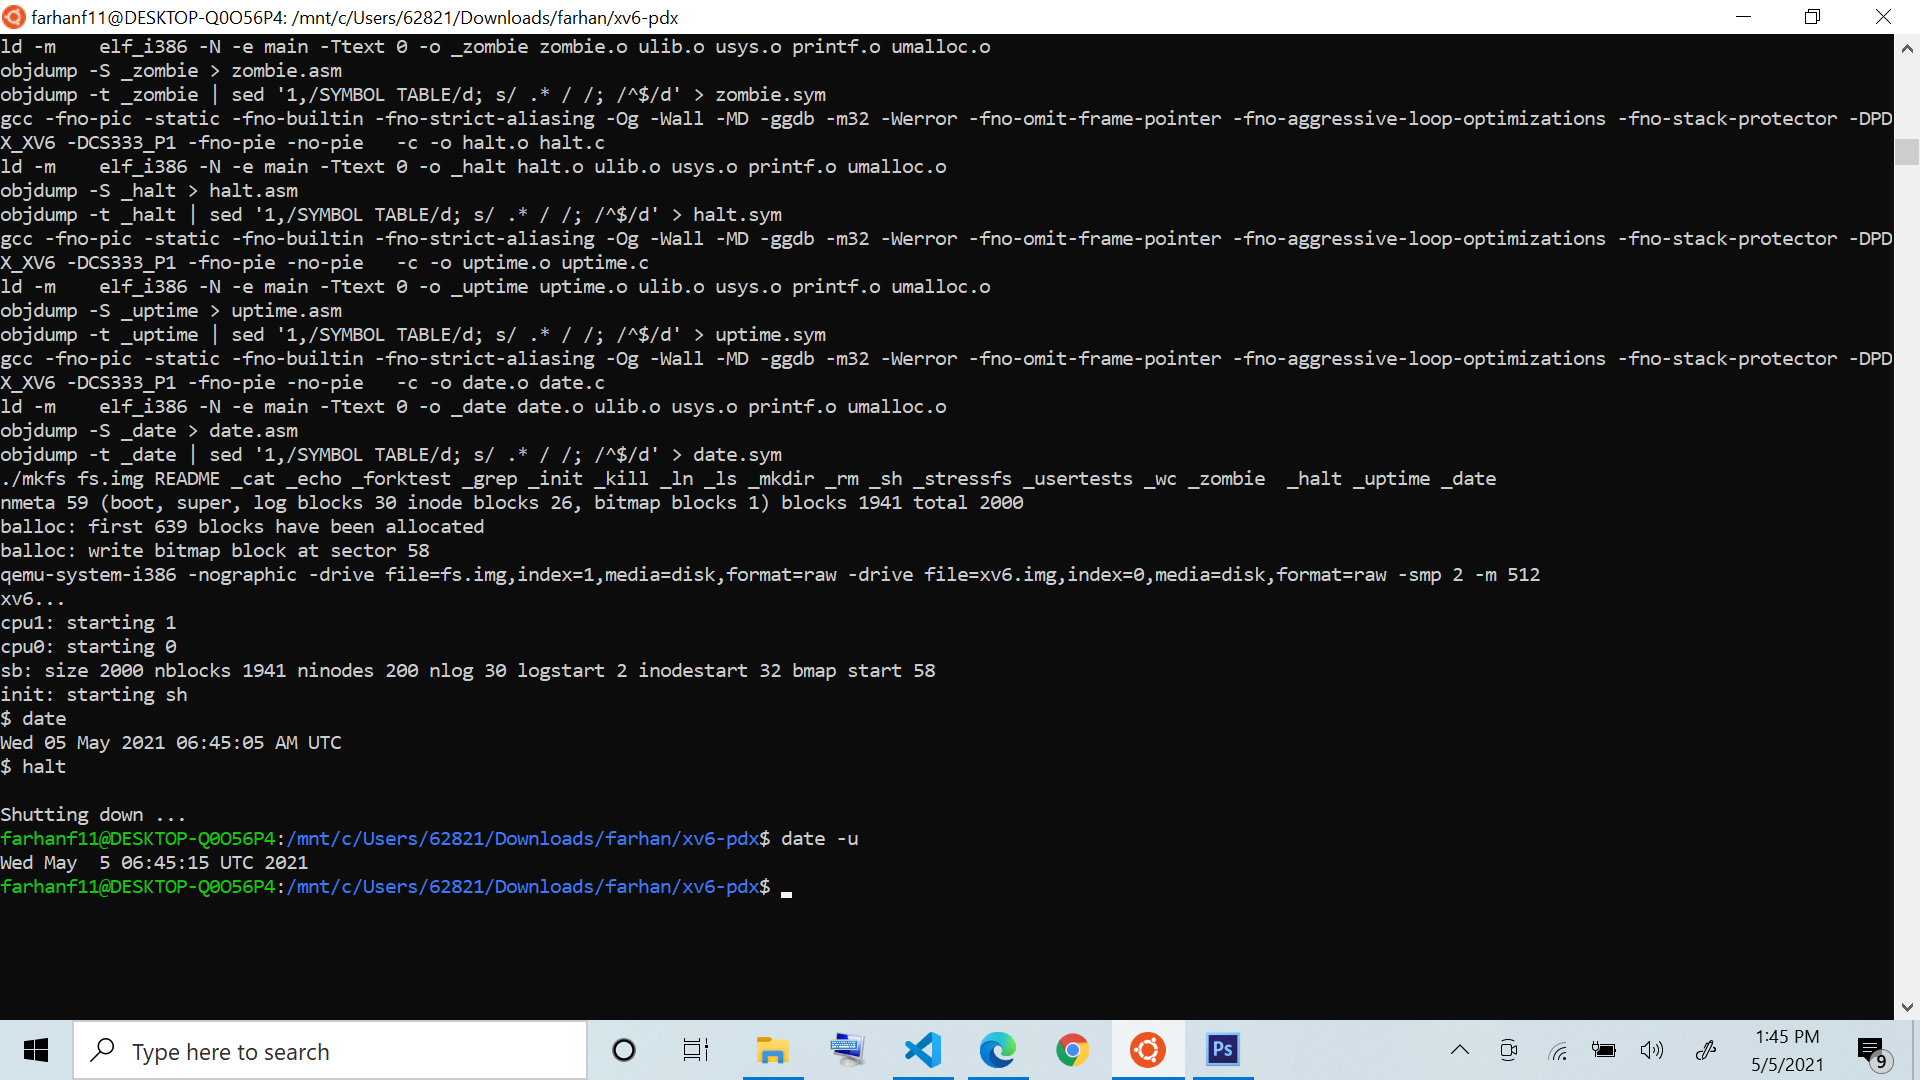 farhanf11@DESKTOP-Q0O56P4: /mnt/c/Users/62821/Downloads/farhan/xv6-pdx
ld -m    elf_i386 -N -e main -Ttext 0 -o _zombie zombie.o ulib.o usys.o printf.o umalloc.o
objdump -S _zombie > zombie.asm
objdump -t _zombie | sed '1,/SYMBOL TABLE/d; s/ .* / /; /^$/d' > zombie.sym
gcc -fno-pic -static -fno-builtin -fno-strict-aliasing -Og -Wall -MD -ggdb -m32 -Werror -fno-omit-frame-pointer -fno-aggressive-loop-optimizations -fno-stack-protector -DPD
X_XV6 -DCS333_P1 -fno-pie -no-pie   -c -o halt.o halt.c
ld -m    elf_i386 -N -e main -Ttext 0 -o _halt halt.o ulib.o usys.o printf.o umalloc.o
objdump -S _halt > halt.asm
objdump -t _halt | sed '1,/SYMBOL TABLE/d; s/ .* / /; /^$/d' > halt.sym
gcc -fno-pic -static -fno-builtin -fno-strict-aliasing -Og -Wall -MD -ggdb -m32 -Werror -fno-omit-frame-pointer -fno-aggressive-loop-optimizations -fno-stack-protector -DPD
X_XV6 -DCS333_P1 -fno-pie -no-pie   -c -o uptime.o uptime.c
ld -m    elf_i386 -N -e main -Ttext 0 -o _uptime uptime.o ulib.o usys.o printf.o umalloc.o
objdump -S _uptime > uptime.asm
objdump -t _uptime | sed '1,/SYMBOL TABLE/d; s/ .* / /; /^$/d' > uptime.sym
gcc -fno-pic -static -fno-builtin -fno-strict-aliasing -Og -Wall -MD -ggdb -m32 -Werror -fno-omit-frame-pointer -fno-aggressive-loop-optimizations -fno-stack-protector -DPD
X_XV6 -DCS333_P1 -fno-pie -no-pie   -c -o date.o date.c
ld -m    elf_i386 -N -e main -Ttext 0 -o _date date.o ulib.o usys.o printf.o umalloc.o
objdump -S _date > date.asm
objdump -t _date | sed '1,/SYMBOL TABLE/d; s/ .* / /; /^$/d' > date.sym
./mkfs fs.img README _cat _echo _forktest _grep _init _kill _ln _ls _mkdir _rm _sh _stressfs _usertests _wc _zombie  _halt _uptime _date
nmeta 59 (boot, super, log blocks 30 inode blocks 26, bitmap blocks 1) blocks 1941 total 2000
balloc: first 639 blocks have been allocated
balloc: write bitmap block at sector 58
qemu-system-i386 -nographic -drive file=fs.img,index=1,media=disk,format=raw -drive file=xv6.img,index=0,media=disk,format=raw -smp 2 -m 512
xv6...
cpu1: starting 1
cpu0: starting 0
sb: size 2000 nblocks 1941 ninodes 200 nlog 30 logstart 2 inodestart 32 bmap start 58
init: starting sh
$ date
Wed 05 May 2021 06:45:05 AM UTC
$ halt
Shutting down ...
farhanf11@DESKTOP-Q0O56P4:/mnt/c/Users/62821/Downloads/farhan/xv6-pdx$ date -u
Wed May  5 06:45:15 UTC 2021
farhanf11@DESKTOP-Q0O56P4:/mnt/c/Users/62821/Downloads/farhan/xv6-pdx$
Type here to search
Ps
1:45 PM
5/5/2021
9